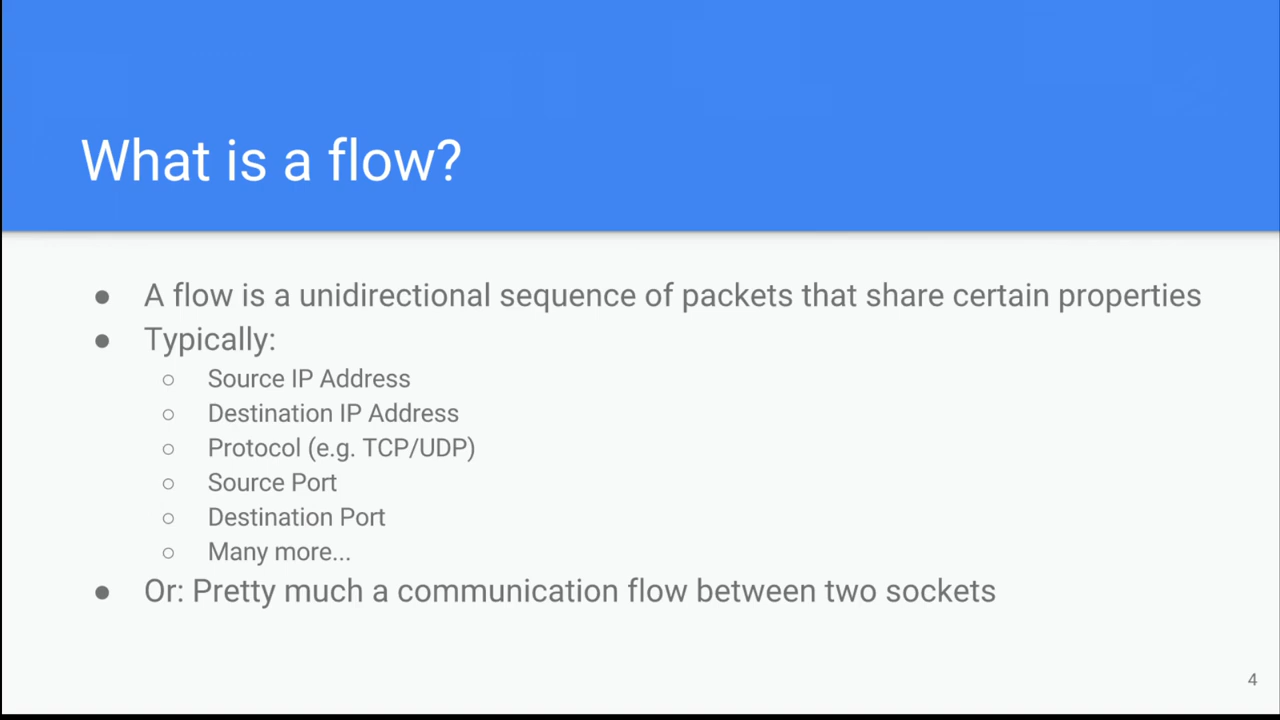 What is a flow?
● A flow is a unidirectional sequence of packets that share certain properties
● Typically:
○ Source IP Address
○ Destination IP Address
○ Protocol (e.g. TCP/UDP)
○ Source Port
○ Destination Port
○ Many more...
● Or: Pretty much a communication flow between two sockets
4